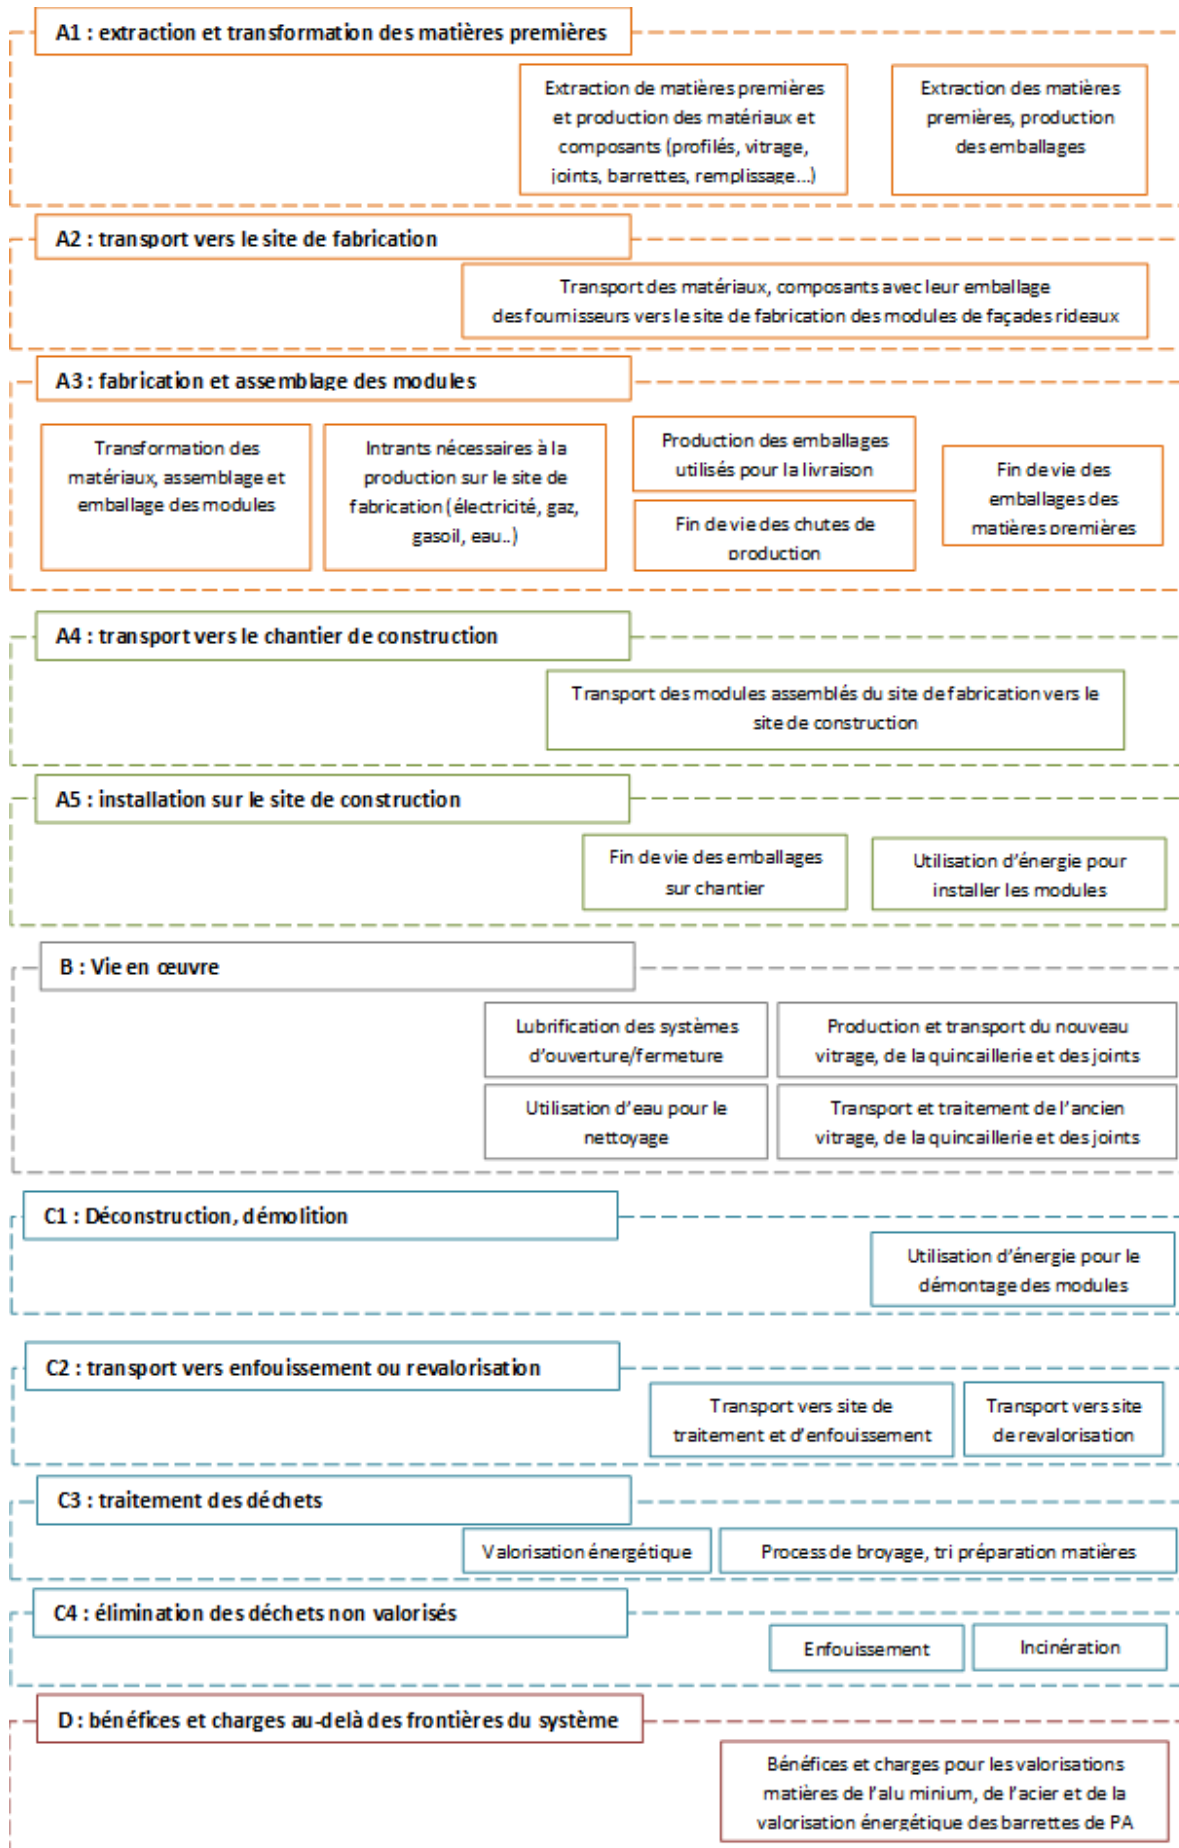 A1 : extraction et transformation des matières premières
Extraction de matières premières
et production des matériaux et
composants (profilés, vitrage,
joints, barrettes, remplissage...)
Extraction des matières
premières, production
des emballages
A2 : transport vers le site de fabrication
Transport des matériaux, composants avec leur emballage
des fournisseurs vers le site de fabrication des modules de façades rideaux
A3 : fabrication et assemblage des modules
Transformation des
matériaux, assemblage et
emballage des modules
Intrants nécessaires à la
production sur le site de
fabrication (électricité, gaz,
gasoil, eau..)
Production des emballages
utilisés pour la livraison
Fin de vie des chutes de
production
Fin de vie des
emballages des
matières premières
A4 : transport vers le chantier de construction
Transport des modules assemblés du site de fabrication vers le
site de construction
A5 : installation sur le site de construction
Fin de vie des emballages
sur chantier
Utilisation d'énergie pour
installer les modules
B : Vie en œuvre
Lubrification des systèmes
d'ouverture/fermeture
Production et transport du nouveau
vitrage, de la quincaillerie et des joints
Utilisation d'eau pour le
nettoyage
Transport et traitement de l'ancien
vitrage, de la quincaillerie et des joints
C1 : Déconstruction, démolition
Utilisation d'énergie pour le
démontage des modules
C2 : transport vers enfouissement ou revalorisation
Transport vers site de
traitement et d'enfouissement
Transport vers site
de revalorisation
C3 : traitement des déchets
Valorisation énergétique
Process de broyage, tri préparation matières
C4 : élimination des déchets non valorisés
Enfouissement
Incinération
D : bénéfices et charges au-delà des frontières du système
Bénéfices et charges pour les valorisations
matières de l'alu minium, de l'acier et de la
valorisation énergétique des barrettes de PA